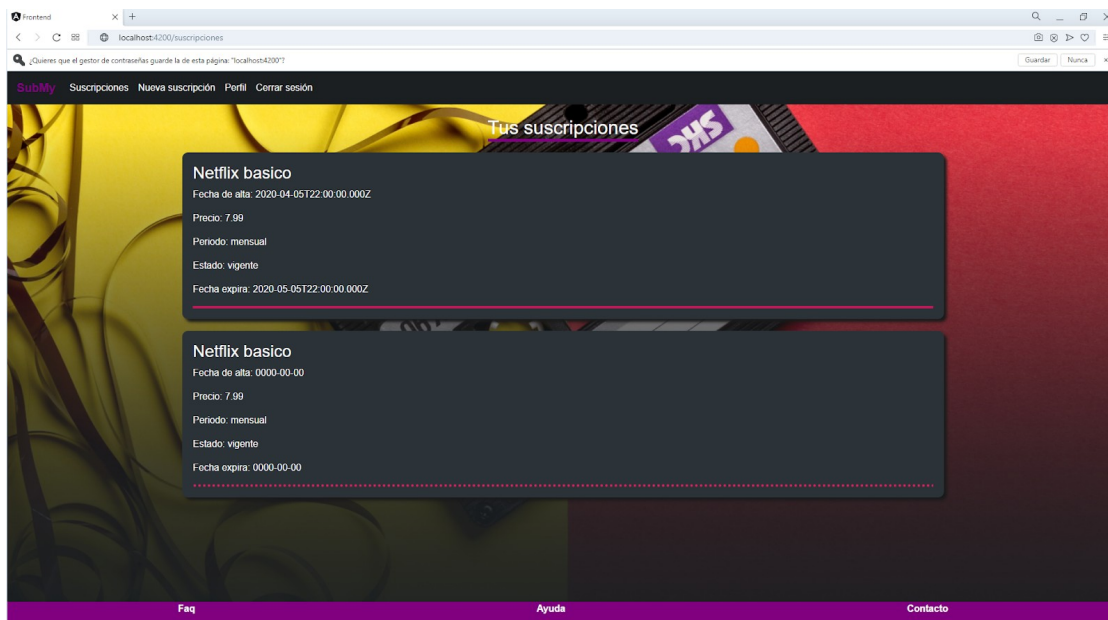 Frontend
localhost:4200/suscripciones
¿Quieres que el gestor de contraseñas guarde la de esta página: "localhost:4200"?
Guardar
Nunca
SubMy
Suscripciones
Nueva suscripción
Perfil
Cerrar sesión
Tus suscripciones
SHC
Netflix basico
Fecha de alta: 2020-04-05T22:00:00.000Z
Precio: 7.99
Periodo: mensual
Estado: vigente
Fecha expira: 2020-05-05T22:00:00.000Z
Netflix basico
Fecha de alta: 0000-00-00
Precio: 7.99
Periodo: mensual
Estado: vigente
Fecha expira: 0000-00-00
Faq
Ayuda
Contacto